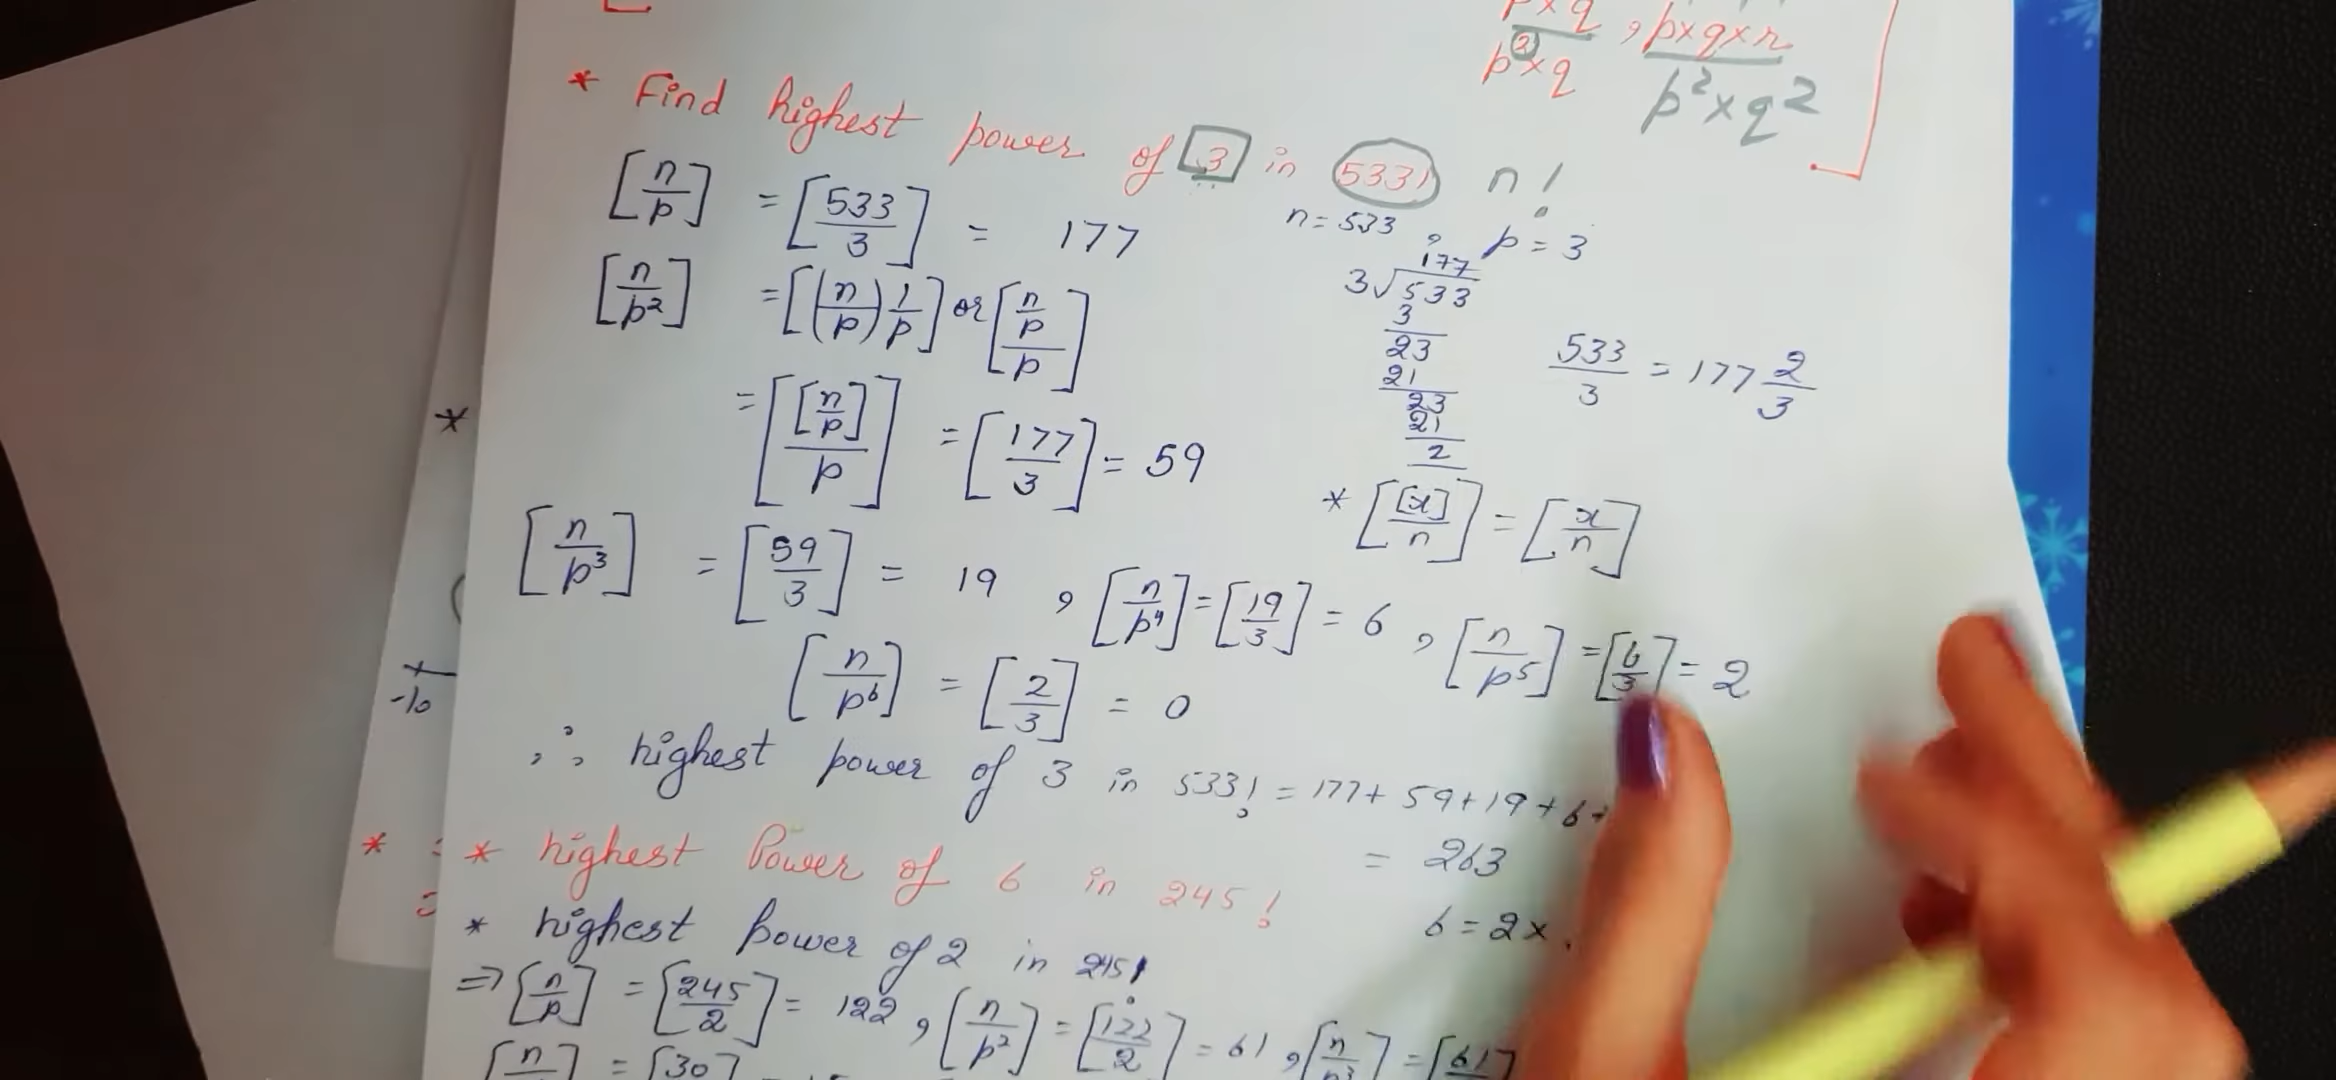 p×q/p²×q , p×q×r/p²×q²
* Find highest power of 3 in 533! n!
n=533, p=3
[n/p] = [533/3] = 177
3√533 177
3
23
21
23
21
2
533/3 = 177 2/3
[n/p²] = [(n/p)1/p] or [n/p/p]
= [[n/p]/p] = [177/3] = 59
* [[x]/n] = [x/n]
[n/p³] = [59/3] = 19 , [n/p⁴] = [19/3] = 6 , [n/p⁵] = [6/3] = 2
[n/p⁶] = [2/3] = 0
∴ highest power of 3 in 533! = 177+59+19+6+
= 263
* highest Power of 6 in 245!
6=2×
* highest power of 2 in 245!
⇒ [n/p] = [245/2] = 122 , [n/p²] = [122/2] = 61 , [n/p³] = [61
[n = [30]
*
-10
*
=